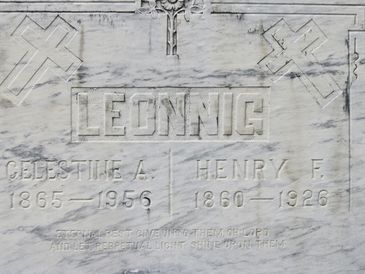 LEONNIG
CELESTINE A. HENRY F.
1865—1956 1860—1926
ETERNAL REST GIVE UNTO THEM OH LORD
AND LET PERPETUAL LIGHT SHINE UPON THEM